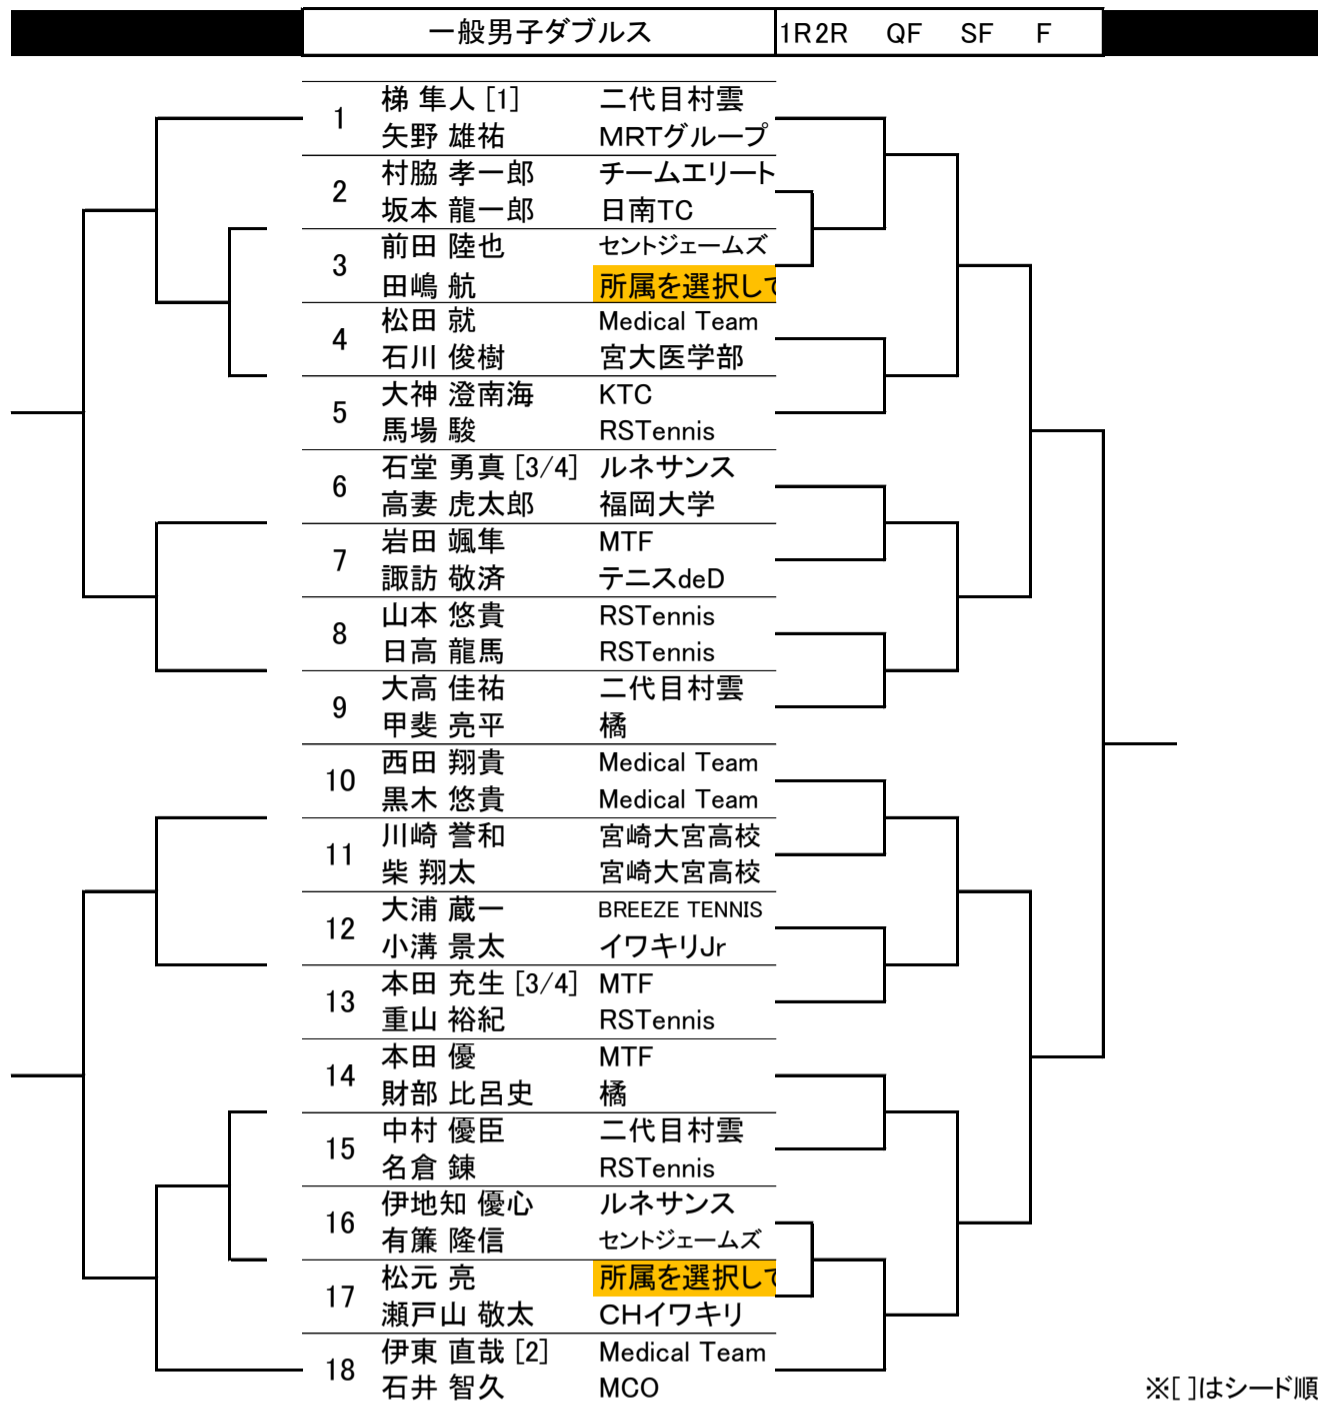 一般男子ダブルス 1R 2R QF SF F
1 梯 隼人 [1] 二代目村雲
矢野 雄祐 MRTグループ
2 村脇 孝一郎 チームエリート
坂本 龍一郎 日南TC
3 前田 陸也 セントジェームズ
田嶋 航 所属を選択して
4 松田 就 Medical Team
石川 俊樹 宮大医学部
5 大神 澄南海 KTC
馬場 駿 RSTennis
6 石堂 勇真 [3/4] ルネサンス
高妻 虎太郎 福岡大学
7 岩田 颯隼 MTF
諏訪 敬済 テニスdeD
8 山本 悠貴 RSTennis
日高 龍馬 RSTennis
9 大高 佳祐 二代目村雲
甲斐 亮平 橘
10 西田 翔貴 Medical Team
黒木 悠貴 Medical Team
11 川崎 誉和 宮崎大宮高校
柴 翔太 宮崎大宮高校
12 大浦 蔵一 BREEZE TENNIS
小溝 景太 イワキリJr
13 本田 充生 [3/4] MTF
重山 裕紀 RSTennis
14 本田 優 MTF
財部 比呂史 橘
15 中村 優臣 二代目村雲
名倉 錬 RSTennis
16 伊地知 優心 ルネサンス
有簾 隆信 セントジェームズ
17 松元 亮 所属を選択して
瀬戸山 敬太 CHイワキリ
18 伊東 直哉 [2] Medical Team
石井 智久 MCO
※[ ]はシード順